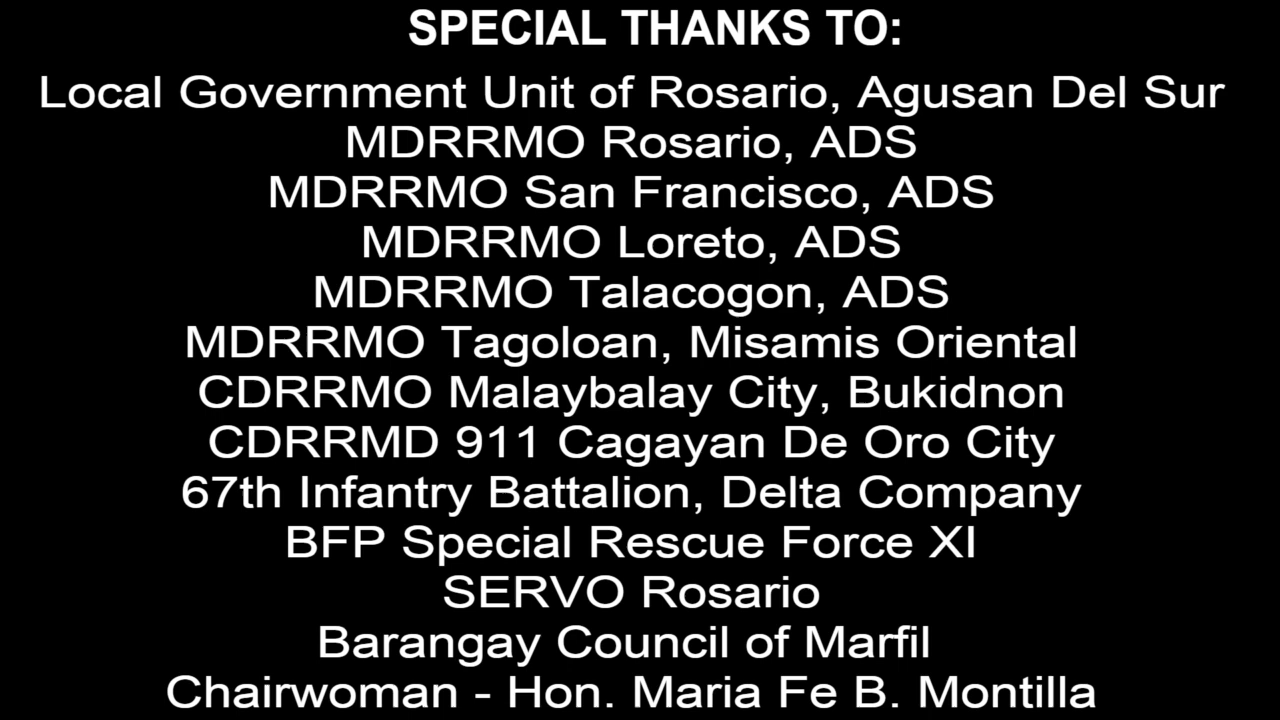 SPECIAL THANKS TO:
Local Government Unit of Rosario, Agusan Del Sur
MDRRMO Rosario, ADS
MDRRMO San Francisco, ADS
MDRRMO Loreto, ADS
MDRRMO Talacogon, ADS
MDRRMO Tagoloan, Misamis Oriental
CDRRMO Malaybalay City, Bukidnon
CDRRMD 911 Cagayan De Oro City
67th Infantry Battalion, Delta Company
BFP Special Rescue Force XI
SERVO Rosario
Barangay Council of Marfil
Chairwoman - Hon. Maria Fe B. Montilla